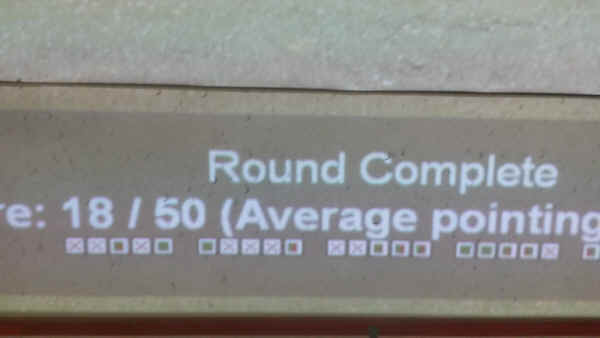 Round Complete
re: 18 / 50 (Average pointing